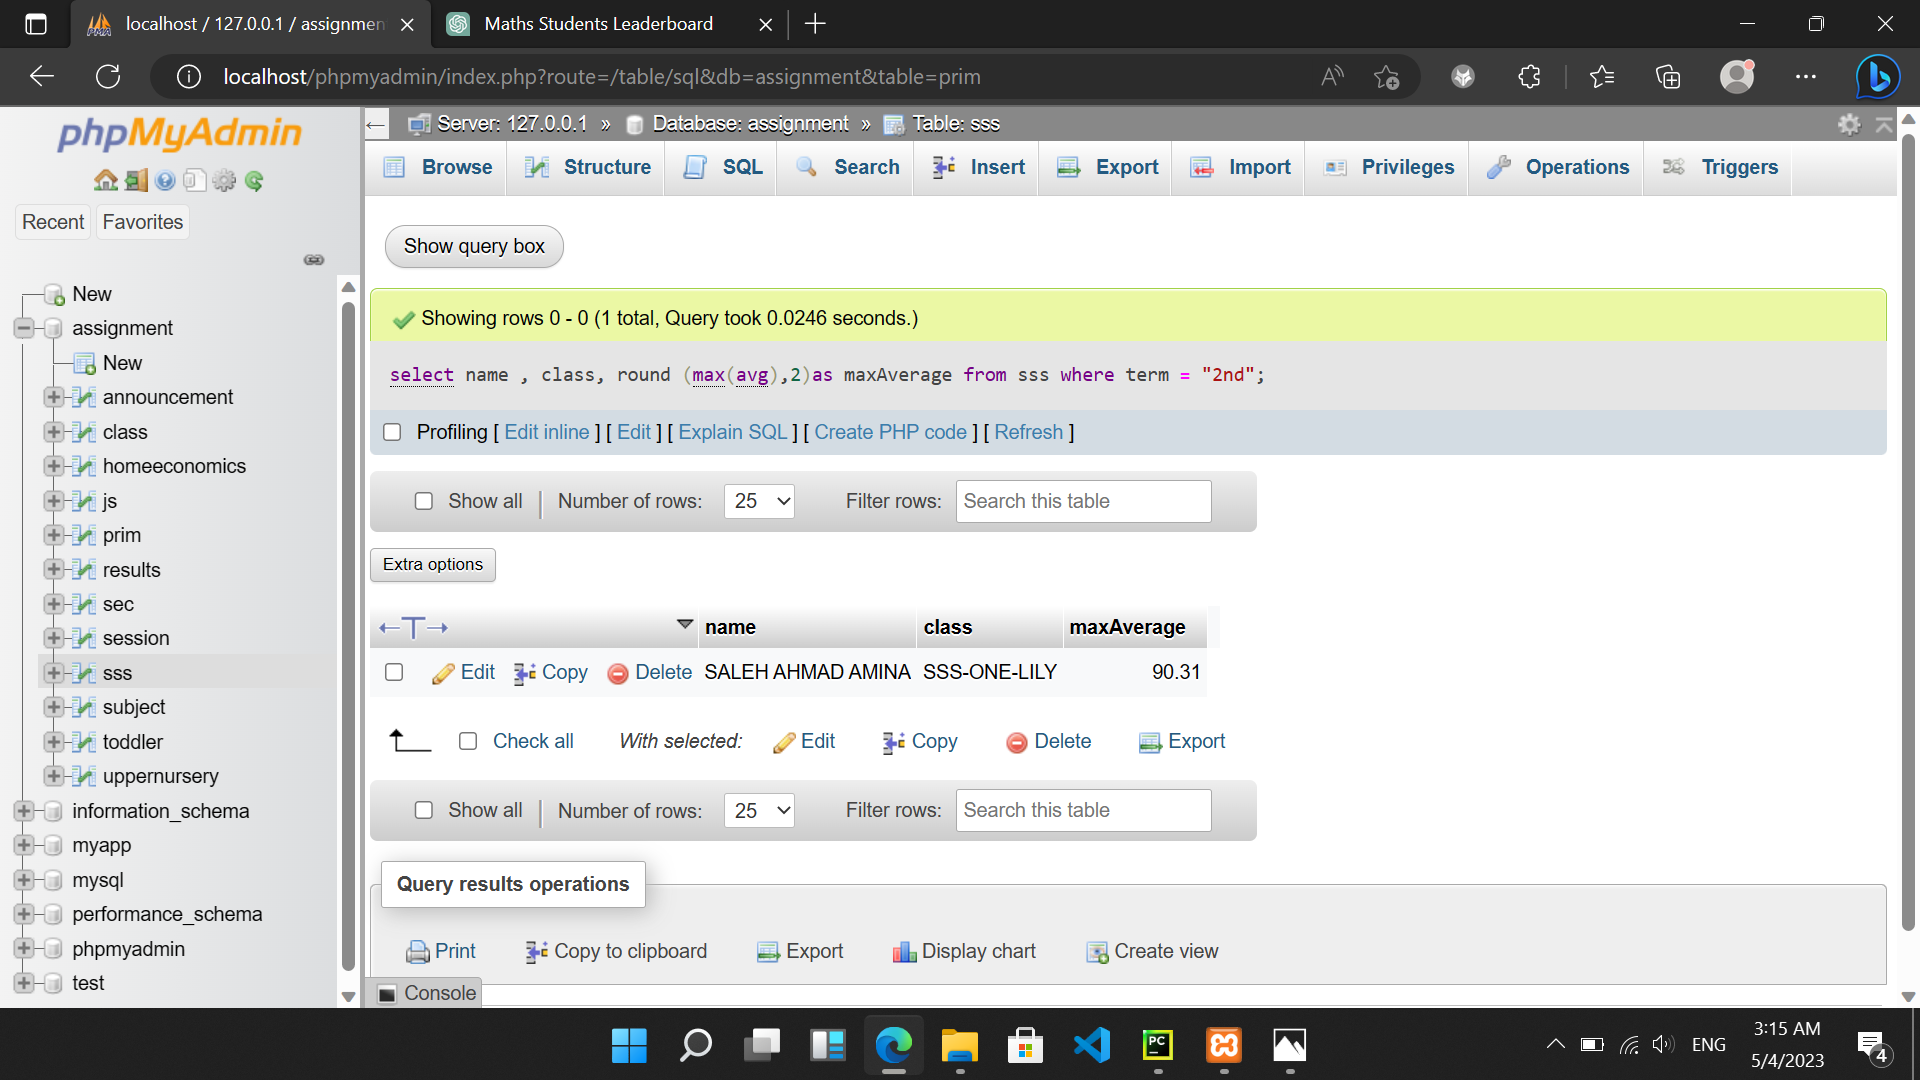 localhost / 127.0.0.1 / assignmen
Maths Students Leaderboard
localhost/phpmyadmin/index.php?route=/table/sql&db=assignment&table=prim
phpMyAdmin
Recent
Favorites
New
assignment
New
announcement
class
homeeconomics
js
prim
results
sec
session
sss
subject
toddler
uppernursery
information_schema
myapp
mysql
performance_schema
phpmyadmin
test
Server: 127.0.0.1 » Database: assignment » Table: sss
Browse Structure SQL Search Insert Export Import Privileges Operations Triggers
Show query box
Showing rows 0 - 0 (1 total, Query took 0.0246 seconds.)
select name , class, round (max(avg),2)as maxAverage from sss where term = "2nd";
Profiling [ Edit inline ] [ Edit ] [ Explain SQL ] [ Create PHP code ] [ Refresh ]
Show all | Number of rows: 25 Filter rows: Search this table
Extra options
←T→ name class maxAverage
Edit Copy Delete SALEH AHMAD AMINA SSS-ONE-LILY 90.31
Check all With selected: Edit Copy Delete Export
Show all | Number of rows: 25 Filter rows: Search this table
Query results operations
Print Copy to clipboard Export Display chart Create view
Console
PC
ENG
3:15 AM
5/4/2023
4